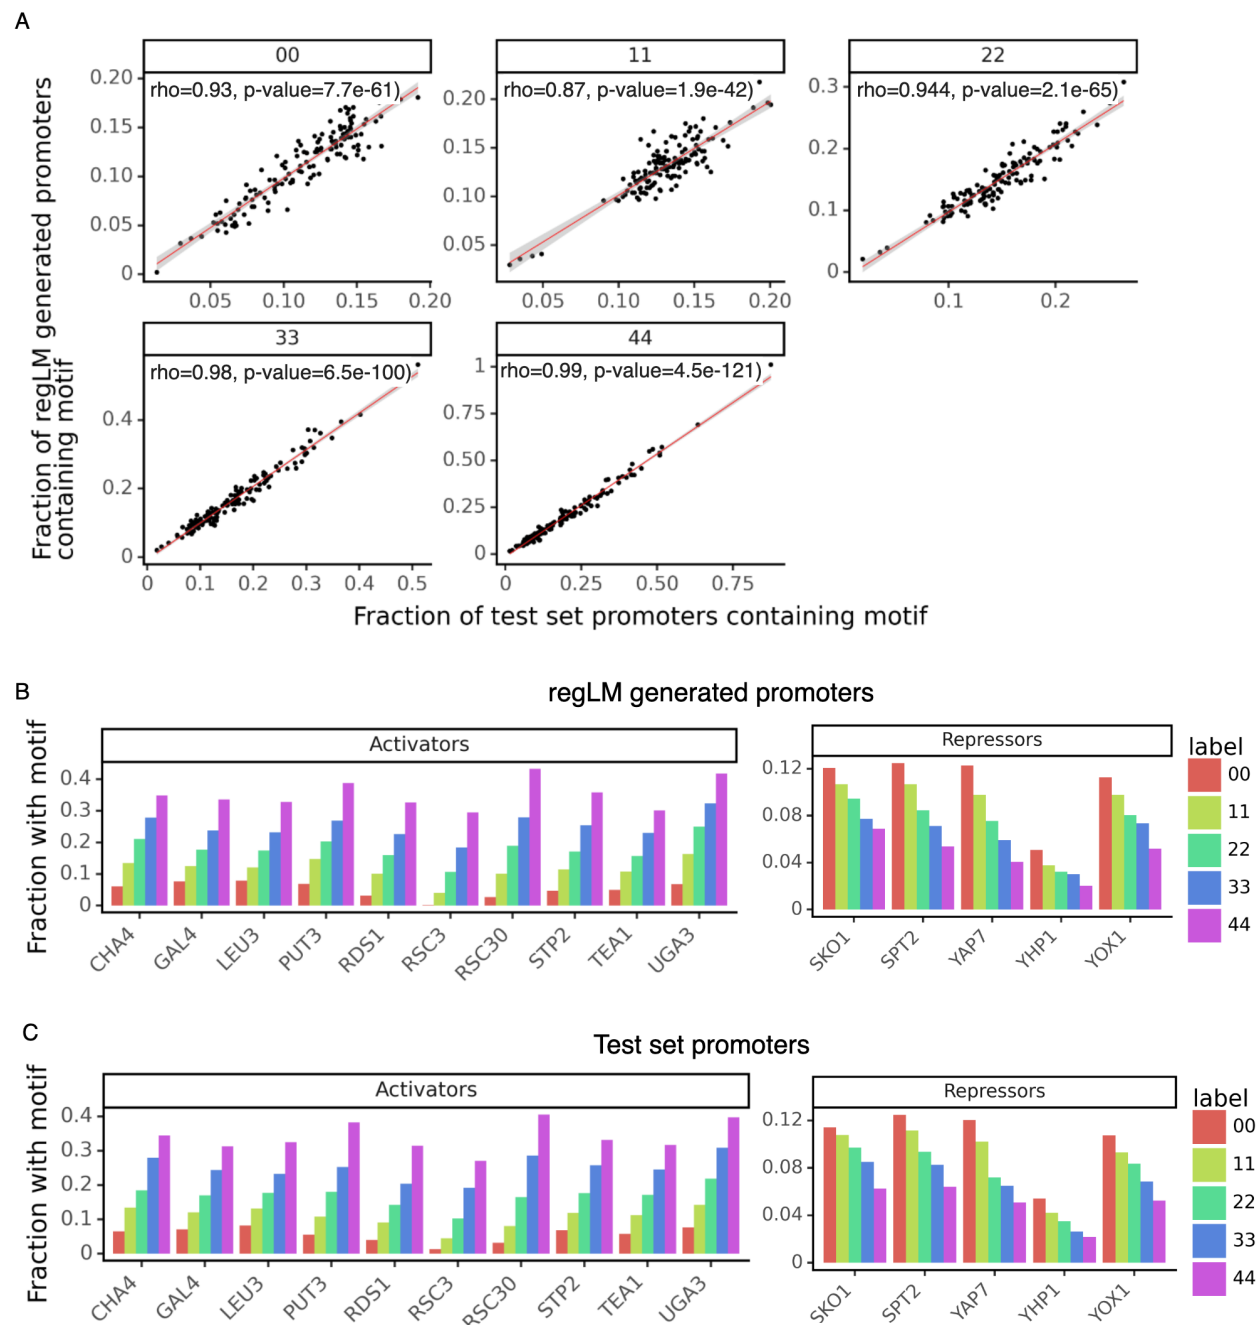 A
00
11
22
rho=0.93, p-value=7.7e-61)
rho=0.87, p-value=1.9e-42)
rho=0.944, p-value=2.1e-65)
0.20
0.15
0.10
0.05
0
0.20
0.15
0.10
0.05
0.3
0.2
0.1
0
0.05 0.10 0.15 0.20
0.05 0.10 0.15 0.20
0.1 0.2
33
44
rho=0.98, p-value=6.5e-100)
rho=0.99, p-value=4.5e-121)
0.4
0.2
0
1
0.75
0.50
0.25
0
0 0.1 0.2 0.3 0.4 0.5
0 0.25 0.50 0.75
Fraction of regLM generated promoters
containing motif
Fraction of test set promoters containing motif
B
regLM generated promoters
Activators
Repressors
Fraction with motif
0.4
0.3
0.2
0.1
0
CHA4 GAL4 LEU3 PUT3 RDS1 RSC3 RSC30 STP2 TEA1 UGA3
0.12
0.08
0.04
0
SKO1 SPT2 YAP7 YHP1 YOX1
label
00
11
22
33
44
C
Test set promoters
Activators
Repressors
Fraction with motif
0.4
0.3
0.2
0.1
0
CHA4 GAL4 LEU3 PUT3 RDS1 RSC3 RSC30 STP2 TEA1 UGA3
0.12
0.08
0.04
0
SKO1 SPT2 YAP7 YHP1 YOX1
label
00
11
22
33
44